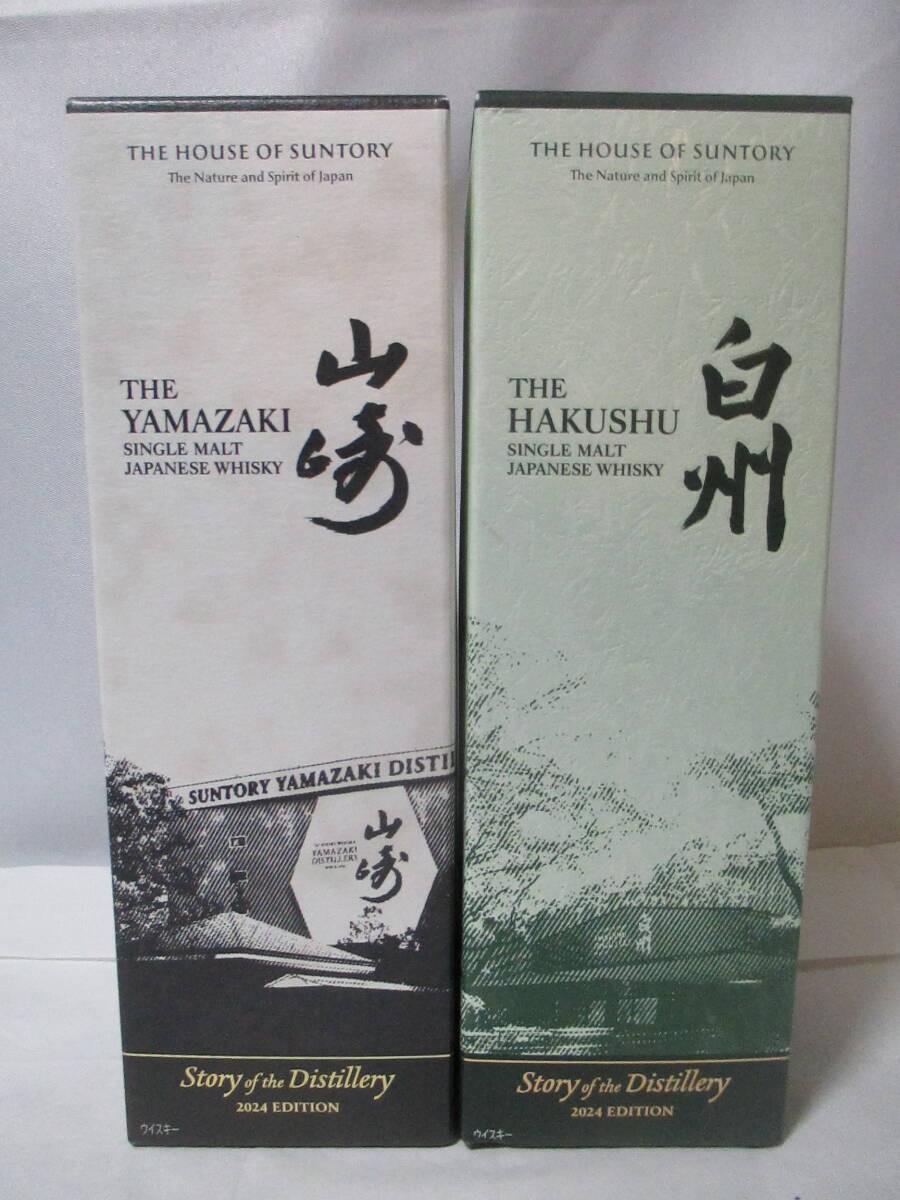 THE HOUSE OF SUNTORY
The Nature and Spirit of Japan
THE
YAMAZAKI
SINGLE MALT
JAPANESE WHISKY
山崎
SUNTORY YAMAZAKI DISTIL
YAMAZAKI
DISTILLERY
山崎
Story of the Distillery
2024 EDITION
ウイスキー
THE HOUSE OF SUNTORY
The Nature and Spirit of Japan
THE
HAKUSHU
SINGLE MALT
JAPANESE WHISKY
白州
Story of the Distillery
2024 EDITION
ウイスキー